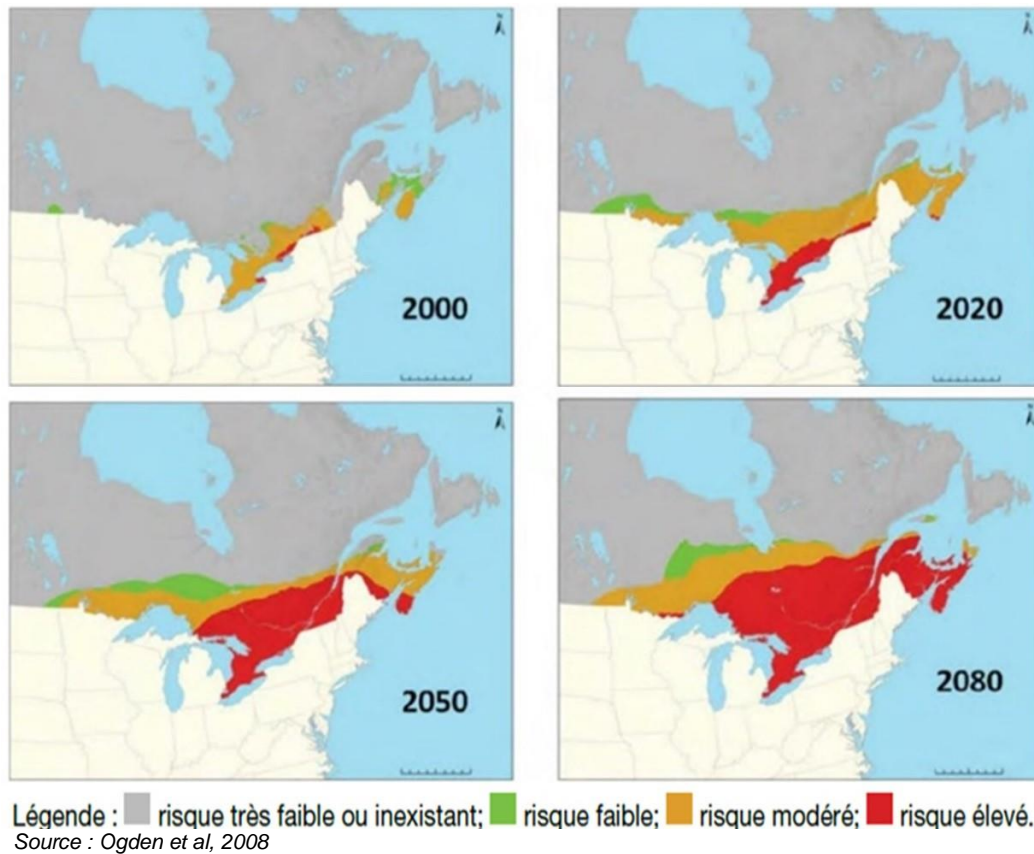 2000
2020
2050
2080
Légende : risque très faible ou inexistant; risque faible; risque modéré; risque élevé.
Source : Ogden et al, 2008